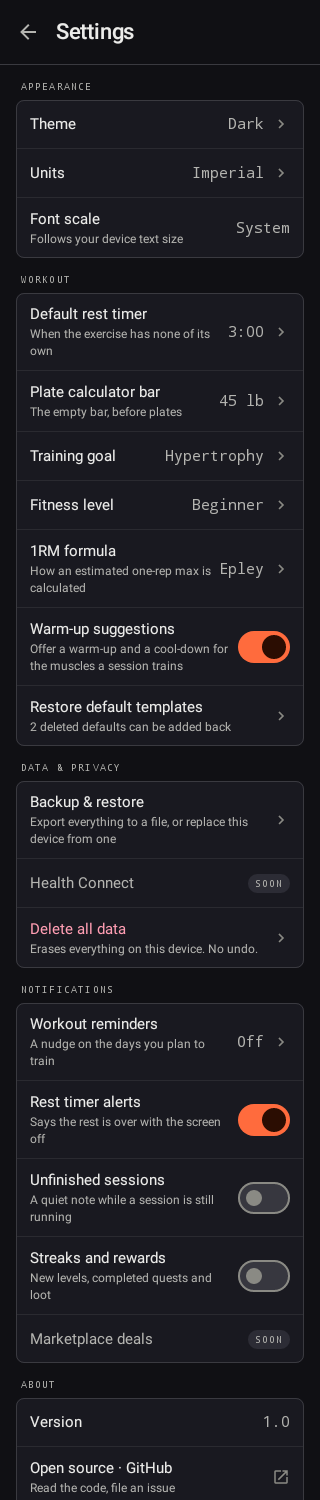 Settings
APPEARANCE
Theme
Dark
Units
Imperial
Font scale
Follows your device text size
System
WORKOUT
Default rest timer
When the exercise has none of its
own
3:00
Plate calculator bar
The empty bar, before plates
45 lb
Training goal
Hypertrophy
Fitness level
Beginner
1RM formula
How an estimated one-rep max is
calculated
Epley
Warm-up suggestions
Offer a warm-up and a cool-down for
the muscles a session trains
Restore default templates
2 deleted defaults can be added back
DATA & PRIVACY
Backup & restore
Export everything to a file, or replace this
device from one
Health Connect
SOON
Delete all data
Erases everything on this device. No undo.
NOTIFICATIONS
Workout reminders
A nudge on the days you plan to
train
Off
Rest timer alerts
Says the rest is over with the screen
off
Unfinished sessions
A quiet note while a session is still
running
Streaks and rewards
New levels, completed quests and
loot
Marketplace deals
SOON
ABOUT
Version
1.0
Open source · GitHub
Read the code, file an issue